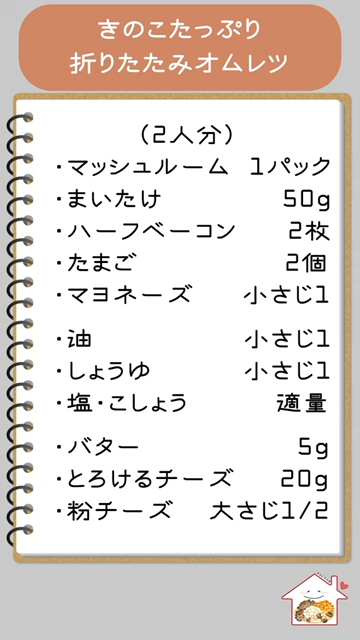 きのこたっぷり
折りたたみオムレツ
(2人分)
・マッシュルーム 1パック
・まいたけ 50g
・ハーフベーコン 2枚
・たまご 2個
・マヨネーズ 小さじ1
・油 小さじ1
・しょうゆ 小さじ1
・塩・こしょう 適量
・バター 5g
・とろけるチーズ 20g
・粉チーズ 大さじ1/2